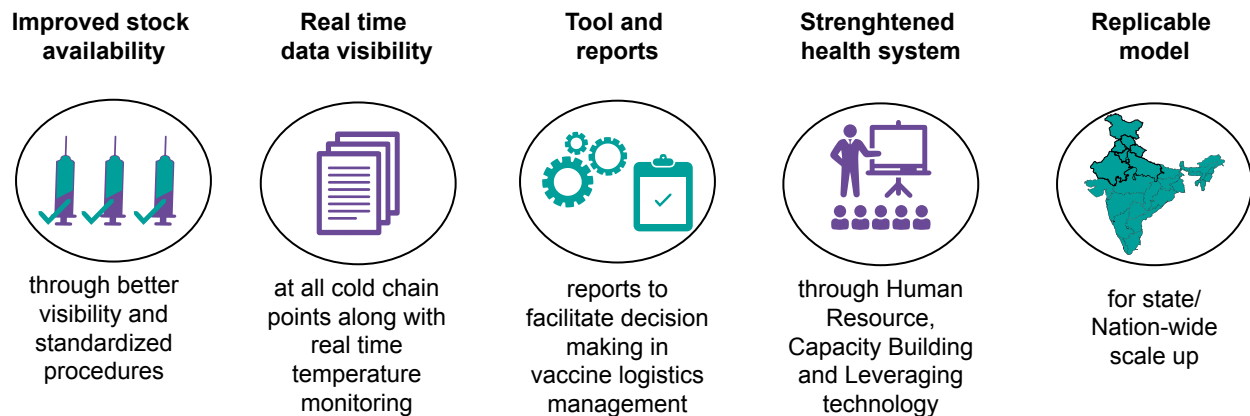 Improved stock
availability
through better
visibility and
standardized
procedures
Real time
data visibility
at all cold chain
points along with
real time
temperature
monitoring
Tool and
reports
reports to
facilitate decision
making in
vaccine logistics
management
Strenghtened
health system
through Human
Resource,
Capacity Building
and Leveraging
technology
Replicable
model
for state/
Nation-wide
scale up